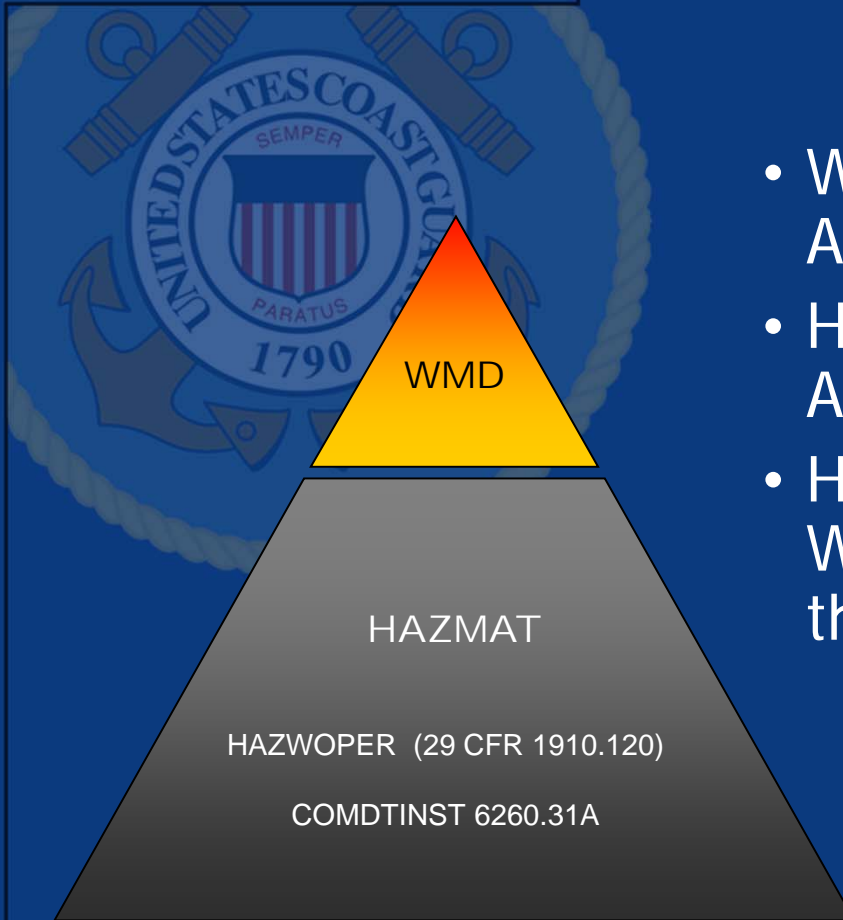 UNITED STATES COAST GUARD
SEMPER
PARATUS
1790
WMD
HAZMAT
HAZWOPER (29 CFR 1910.120)
COMDTINST 6260.31A
•
•
•